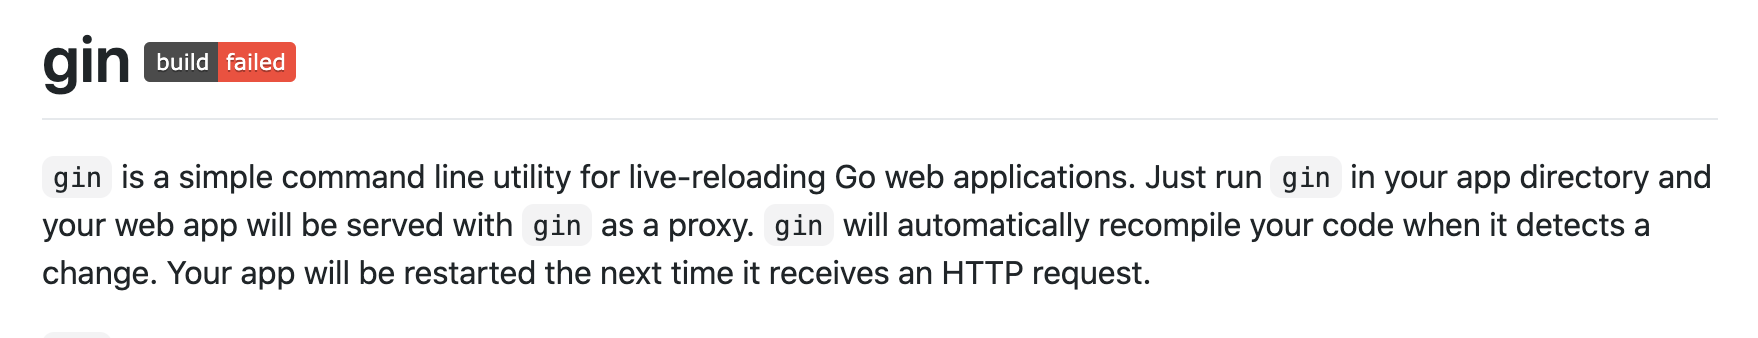 gin build failed
gin is a simple command line utility for live-reloading Go web applications. Just run gin in your app directory and
your web app will be served with gin as a proxy. gin will automatically recompile your code when it detects a
change. Your app will be restarted the next time it receives an HTTP request.